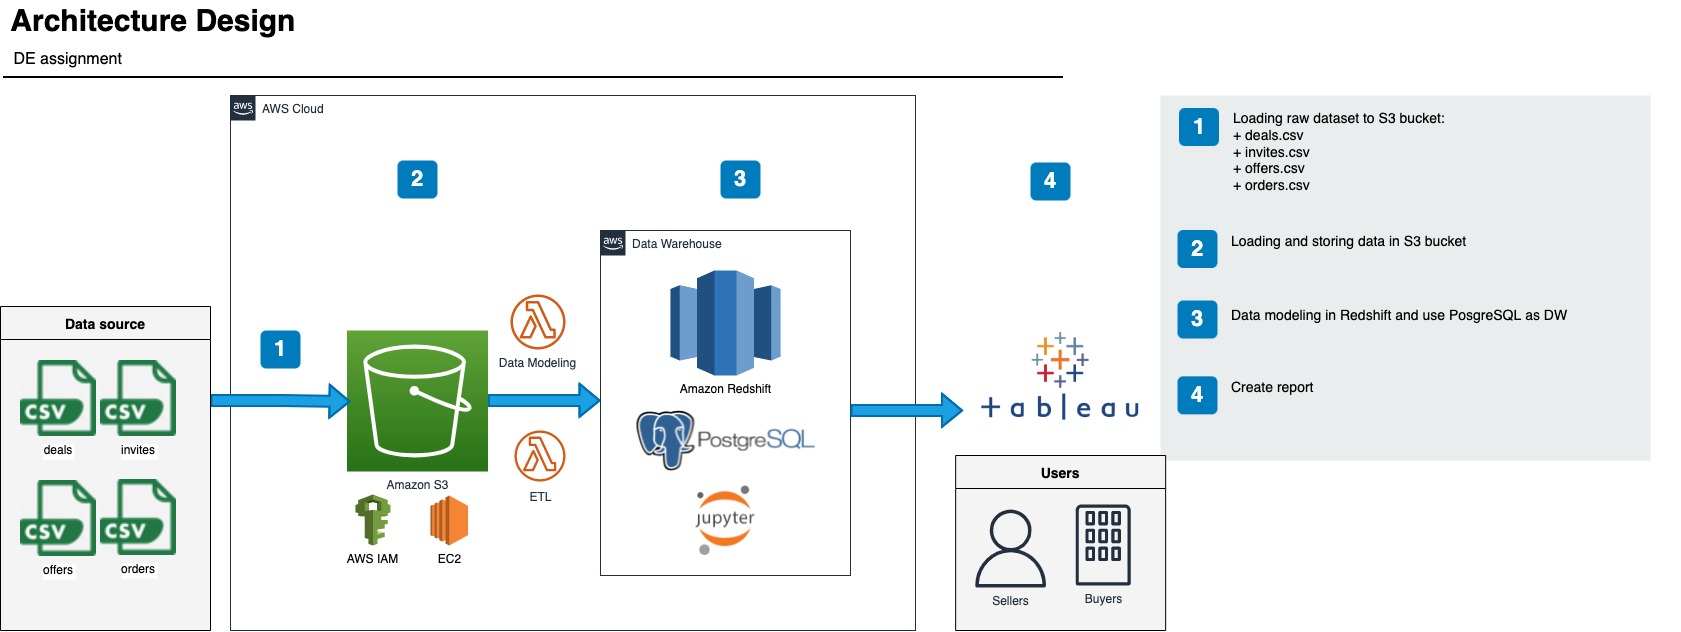 Architecture Design
DE assignment
aws
AWS Cloud
1
Loading raw dataset to S3 bucket:
+ deals.csv
+ invites.csv
+ offers.csv
+ orders.csv
2
3
4
2
Loading and storing data in S3 bucket
aws
Data Warehouse
3
Data modeling in Redshift and use PosgreSQL as DW
4
Create report
Data source
CSV
deals
CSV
invites
CSV
offers
CSV
orders
1
Amazon S3
AWS IAM
EC2
Data Modeling
ETL
Amazon Redshift
PostgreSQL
jupyter
+ a b | e a u
Users
Sellers
Buyers